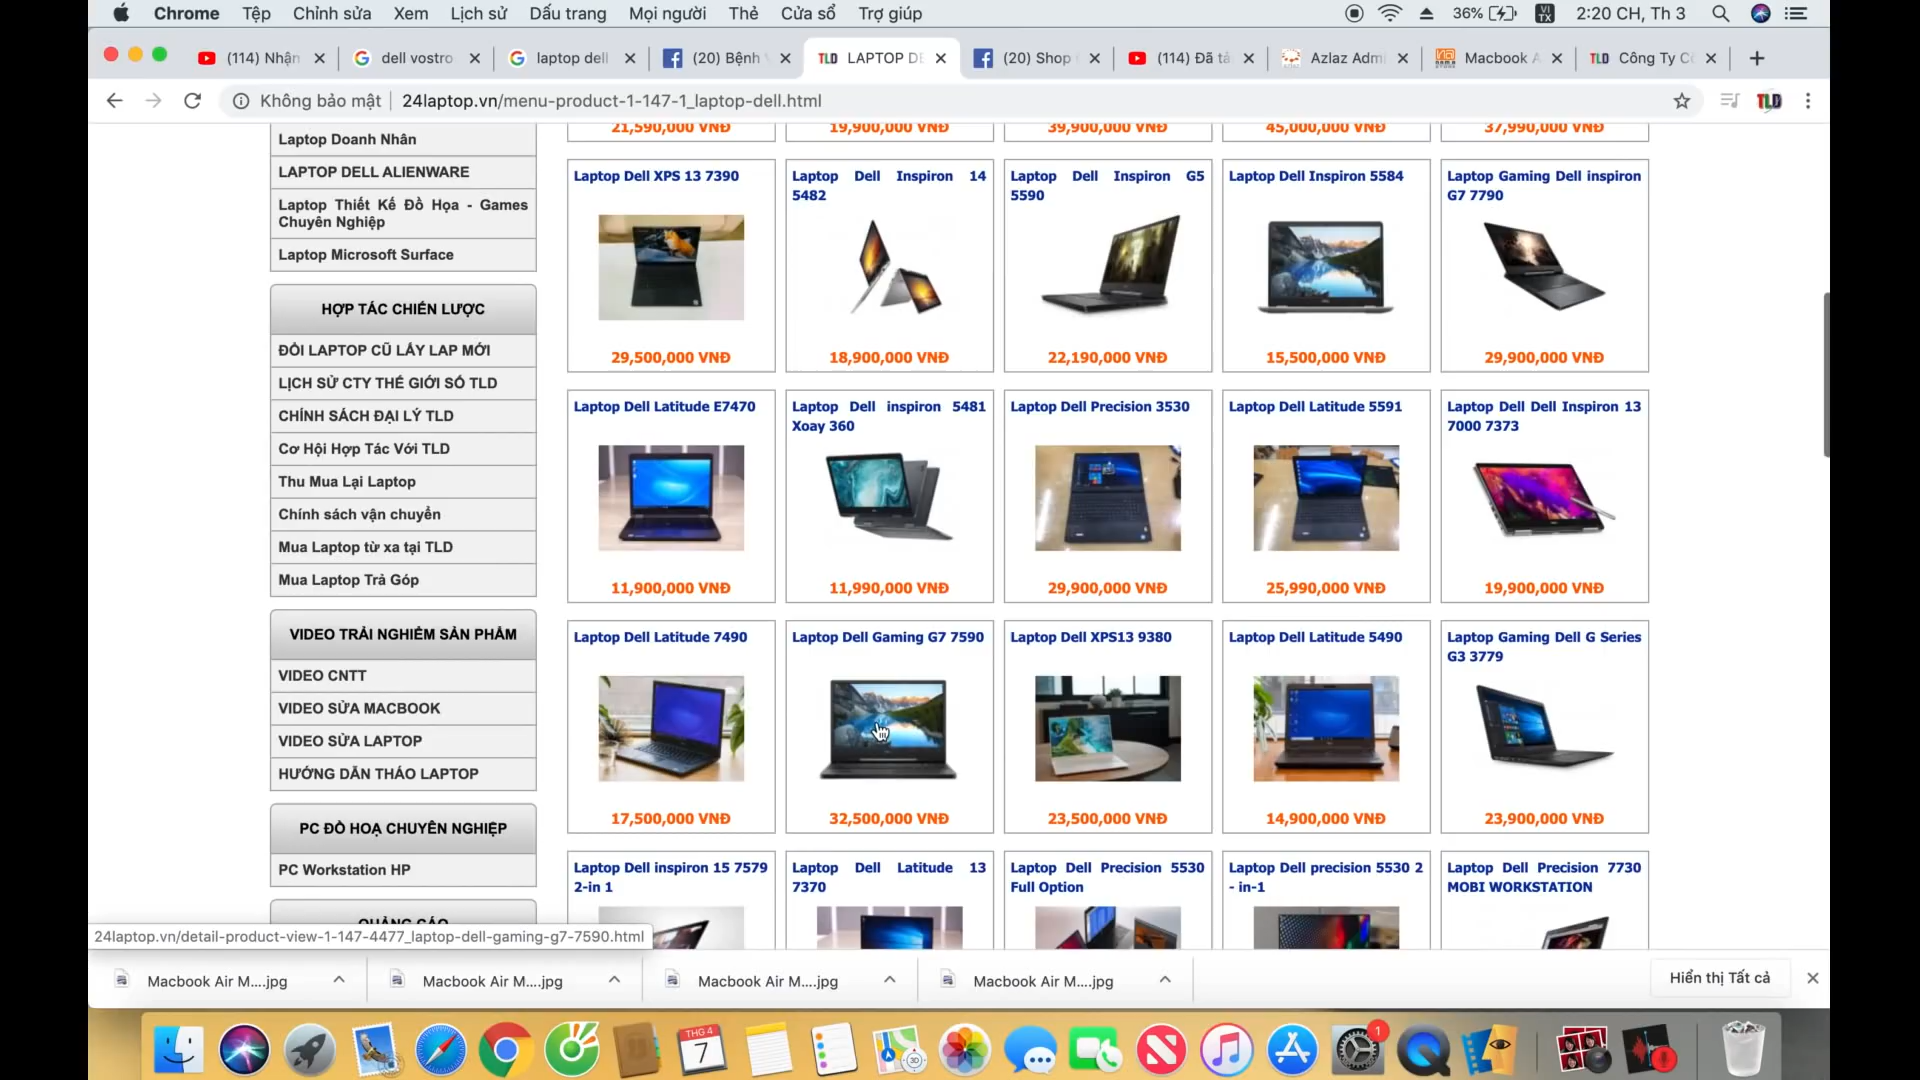 Chrome Tệp Chỉnh sửa Xem Lịch sử Dấu trang Mọi người Thẻ Cửa sổ Trợ giúp 36% VI TX 2:20 CH, Th 3
(114) Nhận dell vostro laptop dell (20) Bệnh TLD LAPTOP DE (20) Shop (114) Đã tả Azlaz Adm Macbook A TLD Công Ty C
Không bảo mật 24laptop.vn/menu-product-1-147-1_laptop-dell.html TLD
21,590,000 VNĐ 19,900,000 VNĐ 39,900,000 VNĐ 45,000,000 VNĐ 37,990,000 VNĐ
Laptop Doanh Nhân
LAPTOP DELL ALIENWARE
Laptop Thiết Kế Đồ Họa - Games
Chuyên Nghiệp
Laptop Microsoft Surface
HỢP TÁC CHIẾN LƯỢC
ĐỔI LAPTOP CŨ LẤY LAP MỚI
LỊCH SỬ CTY THẾ GIỚI SỐ TLD
CHÍNH SÁCH ĐẠI LÝ TLD
Cơ Hội Hợp Tác Với TLD
Thu Mua Lại Laptop
Chính sách vận chuyển
Mua Laptop từ xa tại TLD
Mua Laptop Trả Góp
VIDEO TRẢI NGHIỆM SẢN PHẨM
VIDEO CNTT
VIDEO SỬA MACBOOK
VIDEO SỬA LAPTOP
HƯỚNG DẪN THÁO LAPTOP
PC ĐỒ HOẠ CHUYÊN NGHIỆP
PC Workstation HP
QUẢNG CÁO
Laptop Dell XPS 13 7390
29,500,000 VNĐ
Laptop Dell Inspiron 14
5482
18,900,000 VNĐ
Laptop Dell Inspiron G5
5590
22,190,000 VNĐ
Laptop Dell Inspiron 5584
15,500,000 VNĐ
Laptop Gaming Dell inspiron
G7 7790
29,900,000 VNĐ
Laptop Dell Latitude E7470
11,900,000 VNĐ
Laptop Dell inspiron 5481
Xoay 360
11,990,000 VNĐ
Laptop Dell Precision 3530
29,900,000 VNĐ
Laptop Dell Latitude 5591
25,990,000 VNĐ
Laptop Dell Dell Inspiron 13
7000 7373
19,900,000 VNĐ
Laptop Dell Latitude 7490
17,500,000 VNĐ
Laptop Dell Gaming G7 7590
32,500,000 VNĐ
Laptop Dell XPS13 9380
23,500,000 VNĐ
Laptop Dell Latitude 5490
14,900,000 VNĐ
Laptop Gaming Dell G Series
G3 3779
23,900,000 VNĐ
Laptop Dell inspiron 15 7579
2-in 1
Laptop Dell Latitude 13
7370
Laptop Dell Precision 5530
Full Option
Laptop Dell precision 5530 2
- in-1
Laptop Dell Precision 7730
MOBI WORKSTATION
24laptop.vn/detail-product-view-1-147-4477_laptop-dell-gaming-g7-7590.html
Macbook Air M....jpg Macbook Air M....jpg Macbook Air M....jpg Macbook Air M....jpg Hiển thị Tất cả
THG 4
7
1